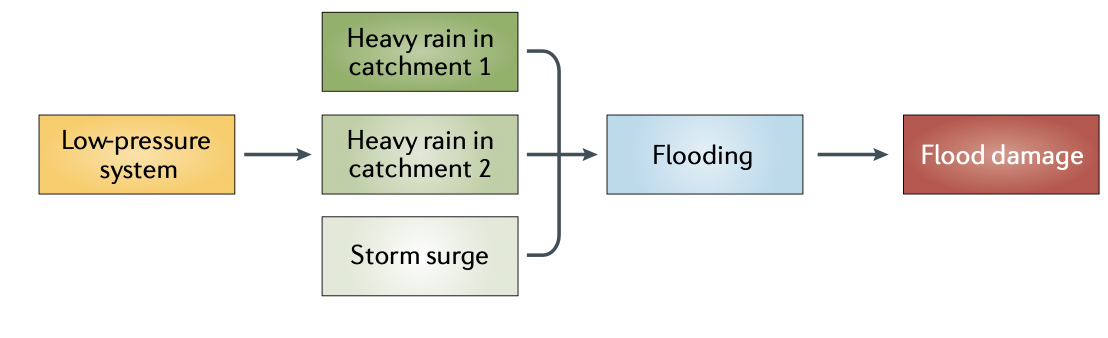 Heavy rain in
catchment 1
Low-pressure
system
Heavy rain in
catchment 2
Flooding
Flood damage
Storm surge